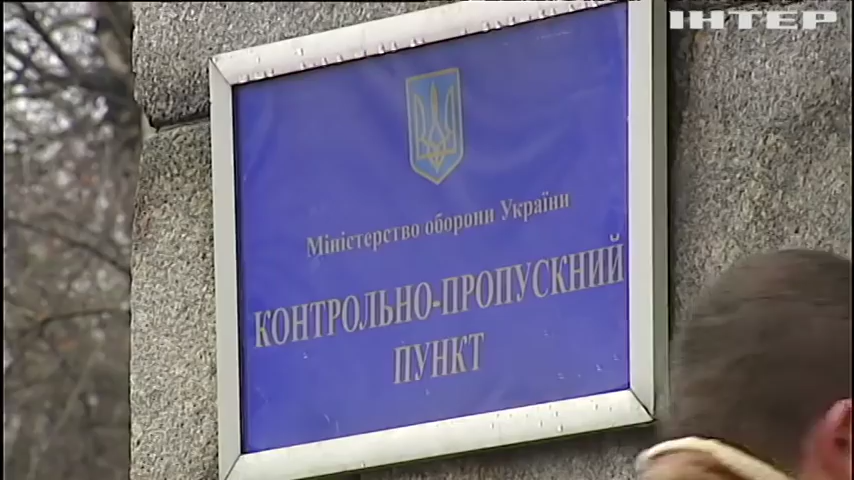 ІНТЕР
Міністерство оборони України
КОНТРОЛЬНО-ПРОПУСКНИЙ
ПУНКТ